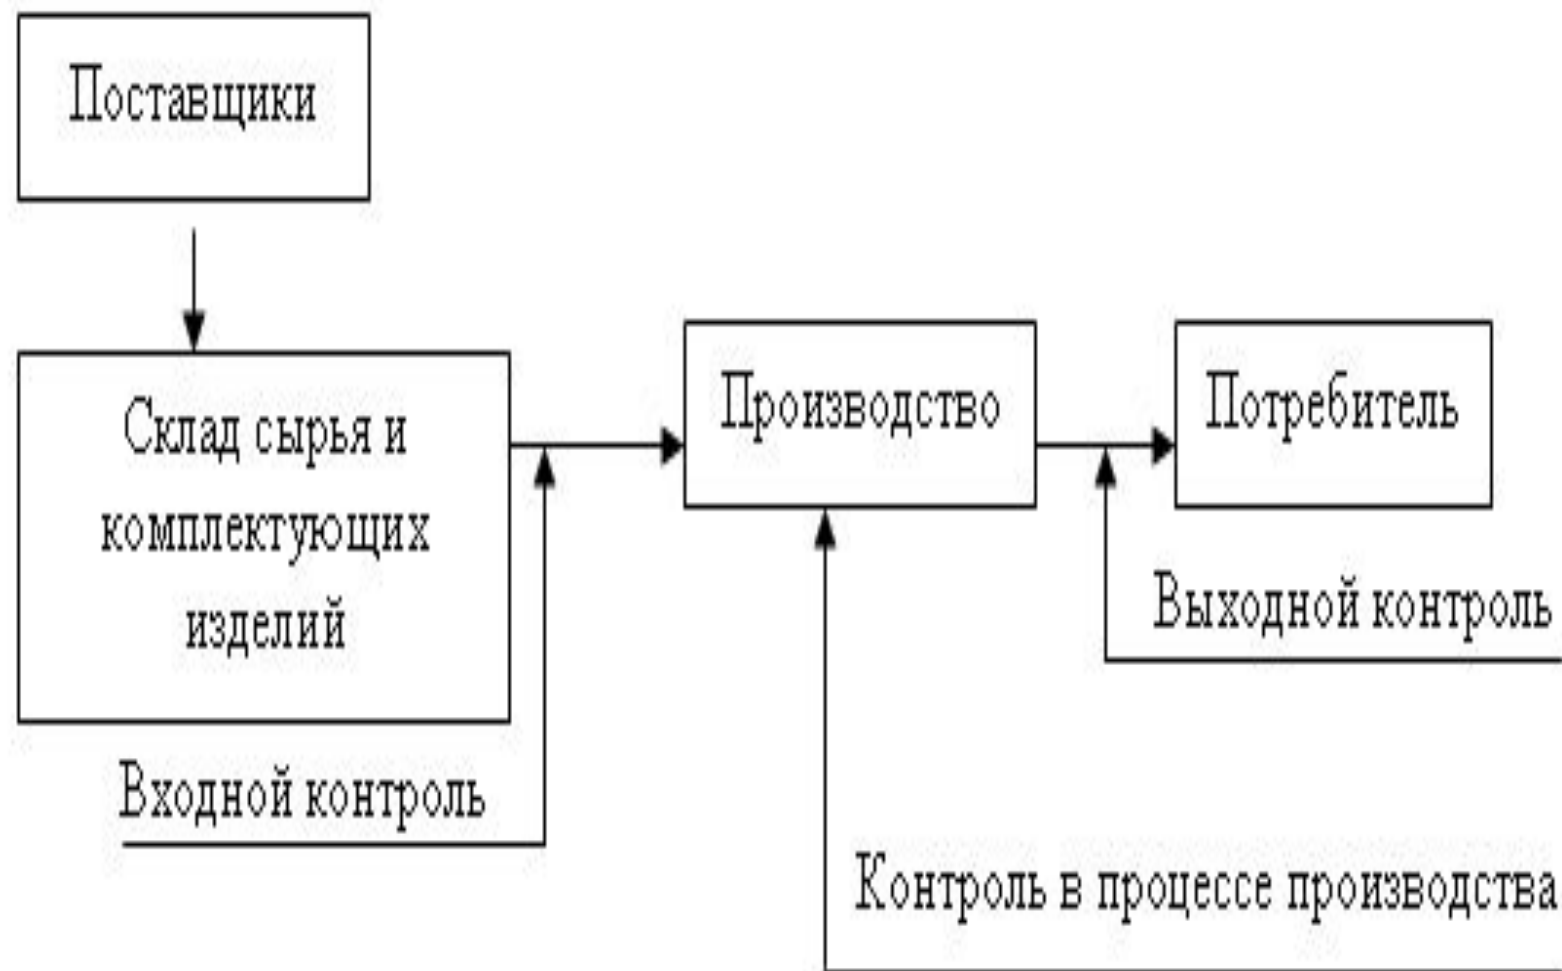 Поставщики
Склад сырья и
комплектующих
изделий
Производство
Потребитель
Входной контроль
Выходной контроль
Контроль в процессе производства